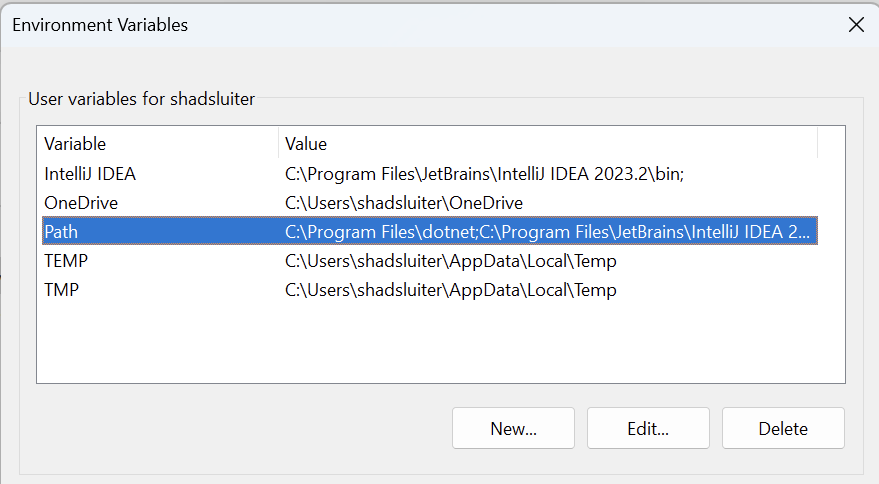 Environment Variables
User variables for shadsluiter
Variable Value
IntelliJ IDEA C:\Program Files\JetBrains\IntelliJ IDEA 2023.2\bin;
OneDrive C:\Users\shadsluiter\OneDrive
Path C:\Program Files\dotnet;C:\Program Files\JetBrains\IntelliJ IDEA 2...
TEMP C:\Users\shadsluiter\AppData\Local\Temp
TMP C:\Users\shadsluiter\AppData\Local\Temp
New... Edit... Delete